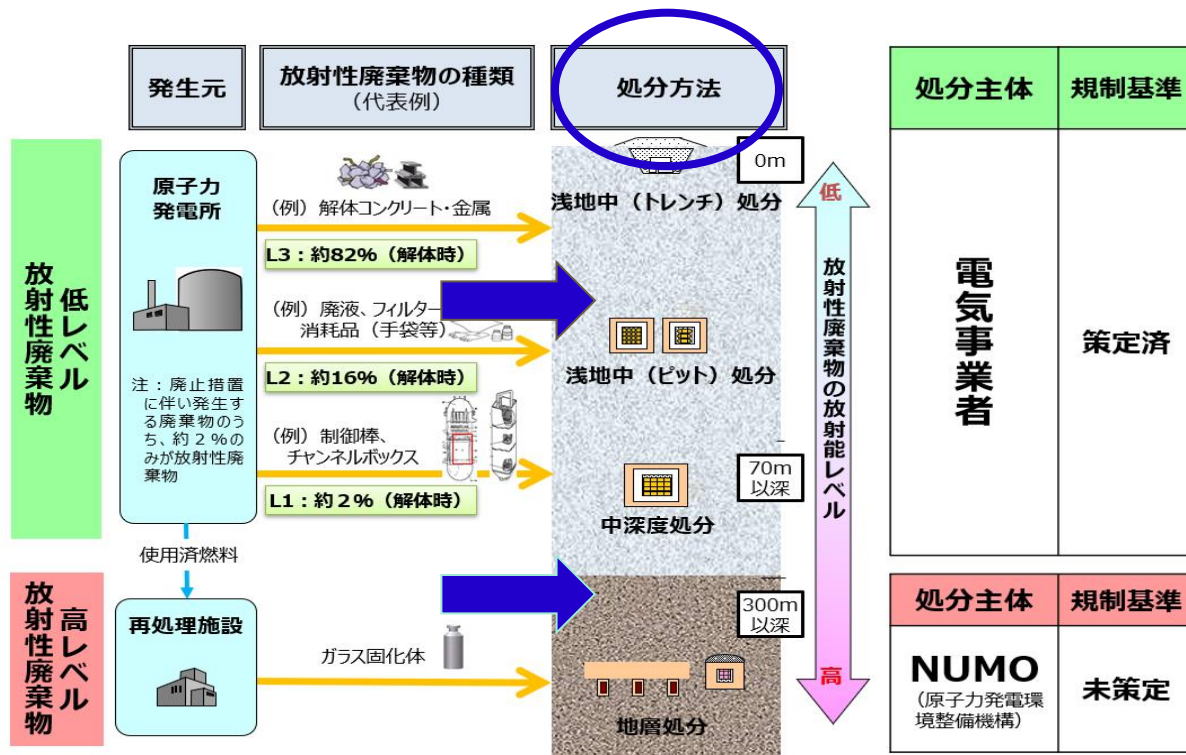 発生元
放射性廃棄物の種類
（代表例）
処分方法
処分主体
規制基準
低レベル
放射性廃棄物
原子力
発電所
注：廃止措置
に伴い発生す
る廃棄物のう
ち、約２％の
みが放射性廃
棄物
（例）解体コンクリート・金属
L3：約82%（解体時）
（例）廃液、フィルター
消耗品（手袋等）
L2：約16%（解体時）
（例）制御棒、
チャンネルボックス
L1：約２%（解体時）
0m
浅地中（トレンチ）処分
浅地中（ピット）処分
70m
以深
中深度処分
低
放射性廃棄物の放射能レベル
高
電気事業者
策定済
使用済燃料
高レベル
放射性廃棄物
再処理施設
ガラス固化体
300m
以深
地層処分
処分主体
規制基準
NUMO
（原子力発電環
境整備機構）
未策定